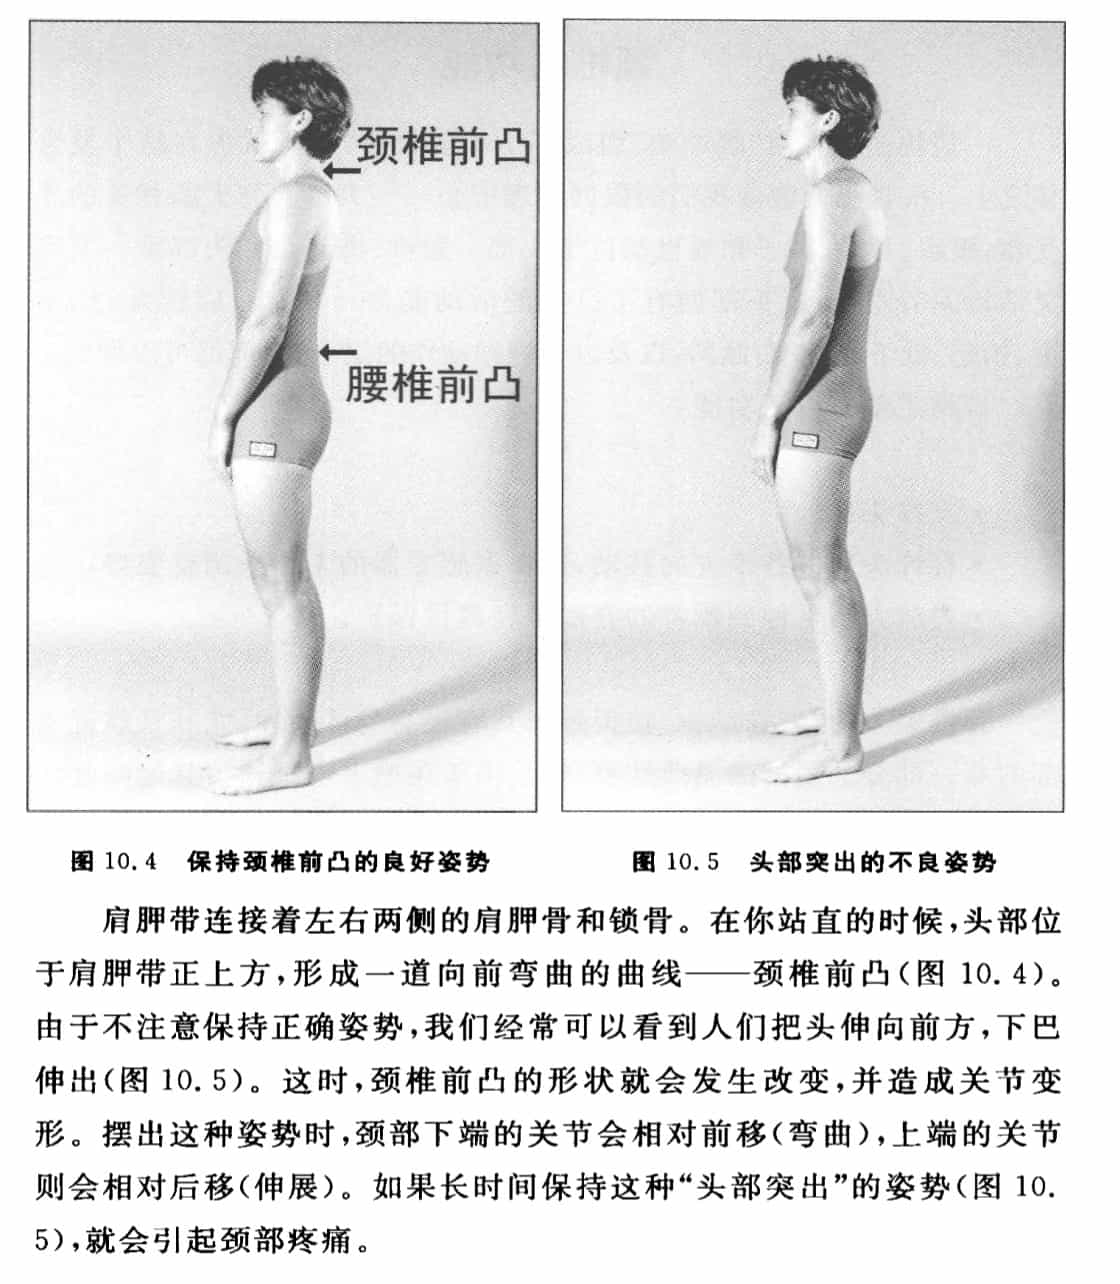 颈椎前凸
腰椎前凸
图 10.4 保持颈椎前凸的良好姿势
图 10.5 头部突出的不良姿势
肩胛带连接着左右两侧的肩胛骨和锁骨。在你站直的时候,头部位
于肩胛带正上方,形成一道向前弯曲的曲线——颈椎前凸(图 10.4)。
由于不注意保持正确姿势,我们经常可以看到人们把头伸向前方,下巴
伸出(图 10.5)。这时,颈椎前凸的形状就会发生改变,并造成关节变
形。摆出这种姿势时,颈部下端的关节会相对前移(弯曲),上端的关节
则会相对后移(伸展)。如果长时间保持这种“头部突出”的姿势(图 10.
5),就会引起颈部疼痛。